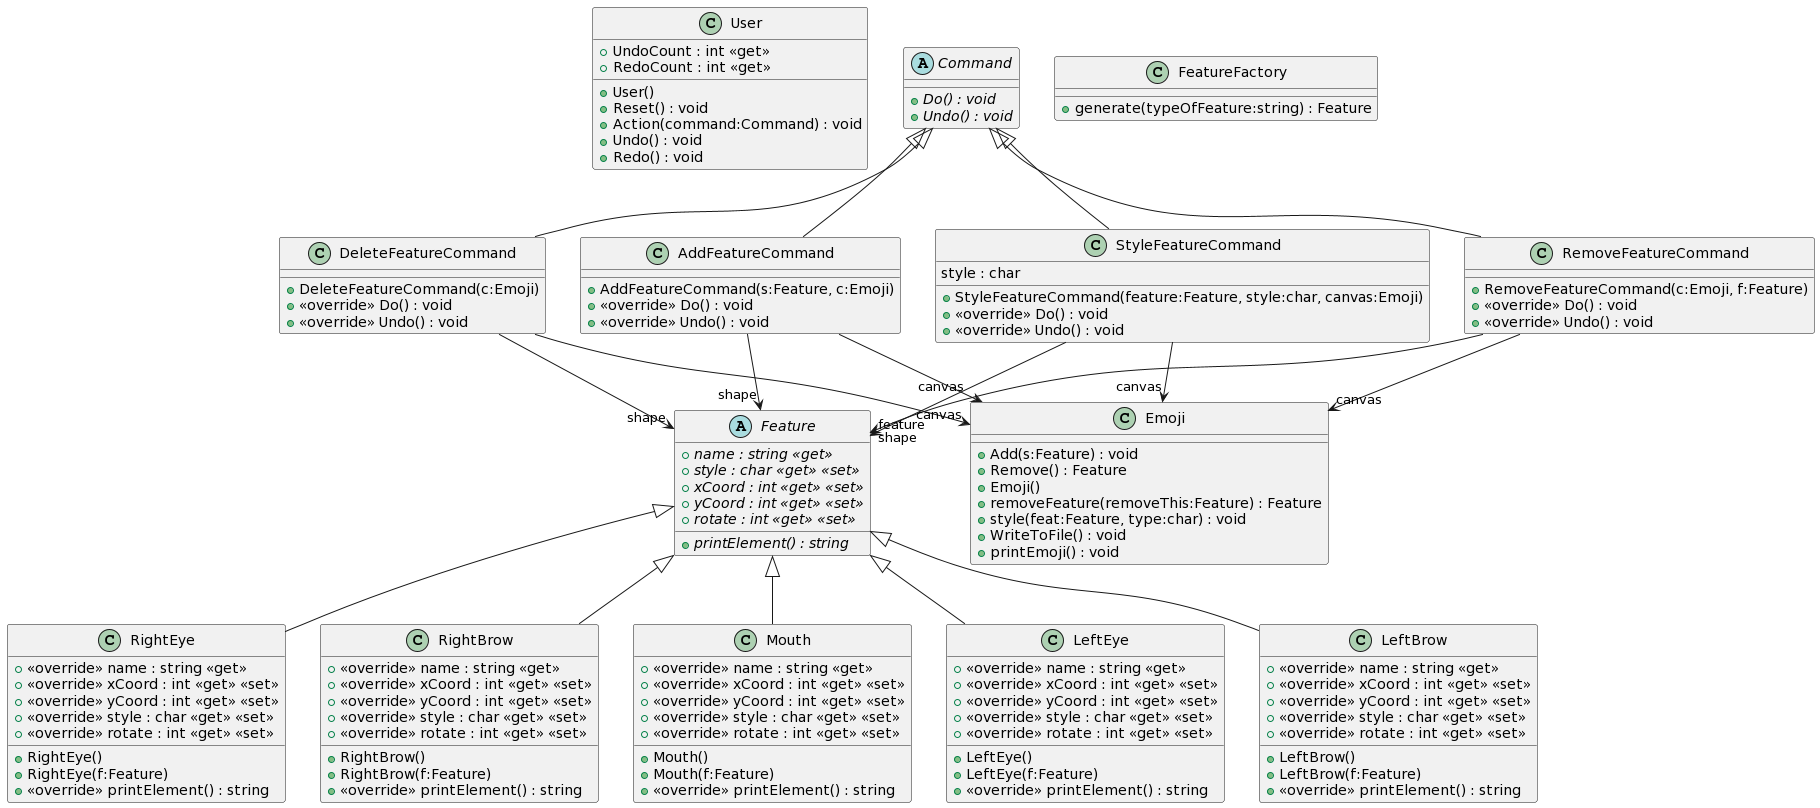 C User
UndoCount : int «get»
RedoCount : int «get»
User()
Reset() : void
Action(command:Command) : void
Undo() : void
Redo() : void
A Command
Do() : void
Undo() : void
C FeatureFactory
generate(typeOfFeature:string) : Feature
C DeleteFeatureCommand
DeleteFeatureCommand(c:Emoji)
«override» Do() : void
«override» Undo() : void
C AddFeatureCommand
AddFeatureCommand(s:Feature, c:Emoji)
«override» Do() : void
«override» Undo() : void
C StyleFeatureCommand
style : char
StyleFeatureCommand(feature:Feature, style:char, canvas:Emoji)
«override» Do() : void
«override» Undo() : void
C RemoveFeatureCommand
RemoveFeatureCommand(c:Emoji, f:Feature)
«override» Do() : void
«override» Undo() : void
shape
shape
canvas
canvas
feature
shape
canvas
canvas
A Feature
name : string «get»
style : char «get» «set»
xCoord : int «get» «set»
yCoord : int «get» «set»
rotate : int «get» «set»
printElement() : string
C Emoji
Add(s:Feature) : void
Remove() : Feature
Emoji()
removeFeature(removeThis:Feature) : Feature
style(feat:Feature, type:char) : void
WriteToFile() : void
printEmoji() : void
C RightEye
«override» name : string «get»
«override» xCoord : int «get» «set»
«override» yCoord : int «get» «set»
«override» style : char «get» «set»
«override» rotate : int «get» «set»
RightEye()
RightEye(f:Feature)
«override» printElement() : string
C RightBrow
«override» name : string «get»
«override» xCoord : int «get» «set»
«override» yCoord : int «get» «set»
«override» style : char «get» «set»
«override» rotate : int «get» «set»
RightBrow()
RightBrow(f:Feature)
«override» printElement() : string
C Mouth
«override» name : string «get»
«override» xCoord : int «get» «set»
«override» yCoord : int «get» «set»
«override» style : char «get» «set»
«override» rotate : int «get» «set»
Mouth()
Mouth(f:Feature)
«override» printElement() : string
C LeftEye
«override» name : string «get»
«override» xCoord : int «get» «set»
«override» yCoord : int «get» «set»
«override» style : char «get» «set»
«override» rotate : int «get» «set»
LeftEye()
LeftEye(f:Feature)
«override» printElement() : string
C LeftBrow
«override» name : string «get»
«override» xCoord : int «get» «set»
«override» yCoord : int «get» «set»
«override» style : char «get» «set»
«override» rotate : int «get» «set»
LeftBrow()
LeftBrow(f:Feature)
«override» printElement() : string